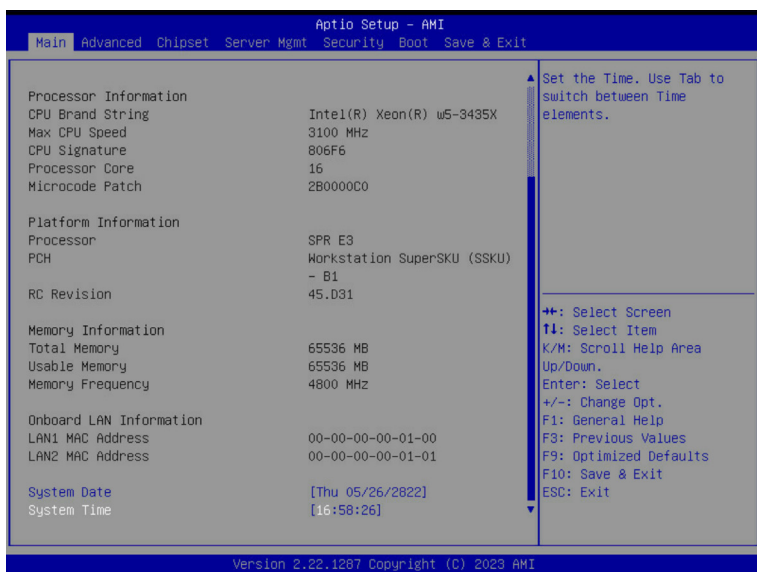 Aptio Setup - AMI
Main Advanced Chipset Server Mgmt Security Boot Save & Exit
Processor Information
CPU Brand String Intel(R) Xeon(R) w5-3435X
Max CPU Speed 3100 MHz
CPU Signature 806F6
Processor Core 16
Microcode Patch 2B0000C0
Platform Information
Processor SPR E3
PCH Workstation SuperSKU (SSKU)
- B1
RC Revision 45.D31
Memory Information
Total Memory 65536 MB
Usable Memory 65536 MB
Memory Frequency 4800 MHz
Onboard LAN Information
LAN1 MAC Address 00-00-00-00-01-00
LAN2 MAC Address 00-00-00-00-01-01
System Date [Thu 05/26/2822]
System Time [16:58:26]
Set the Time. Use Tab to
switch between Time
elements.
→←: Select Screen
↑↓: Select Item
K/M: Scroll Help Area
Up/Down.
Enter: Select
+/-: Change Opt.
F1: General Help
F3: Previous Values
F9: Optimized Defaults
F10: Save & Exit
ESC: Exit
Version 2.22.1287 Copyright (C) 2023 AMI